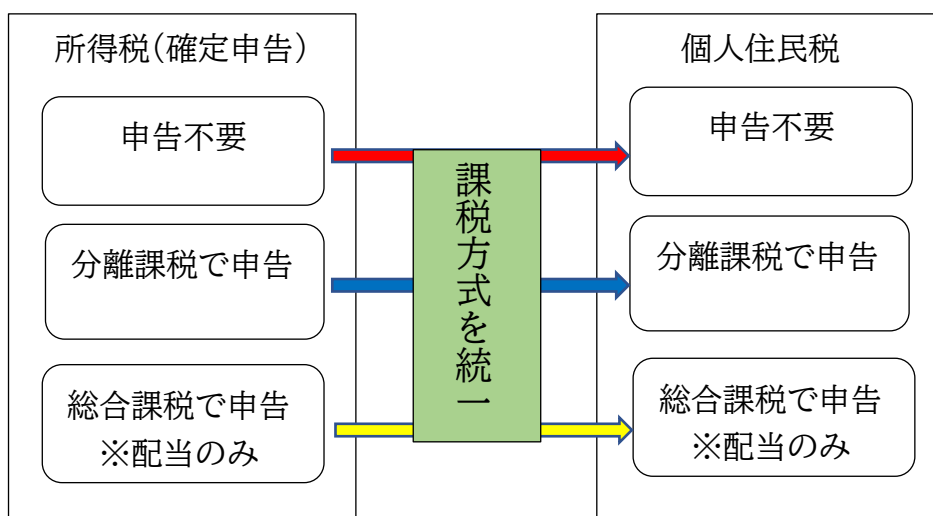 所得税（確定申告）
申告不要
分離課税で申告
総合課税で申告
※配当のみ
課税方式を統一
個人住民税
申告不要
分離課税で申告
総合課税で申告
※配当のみ